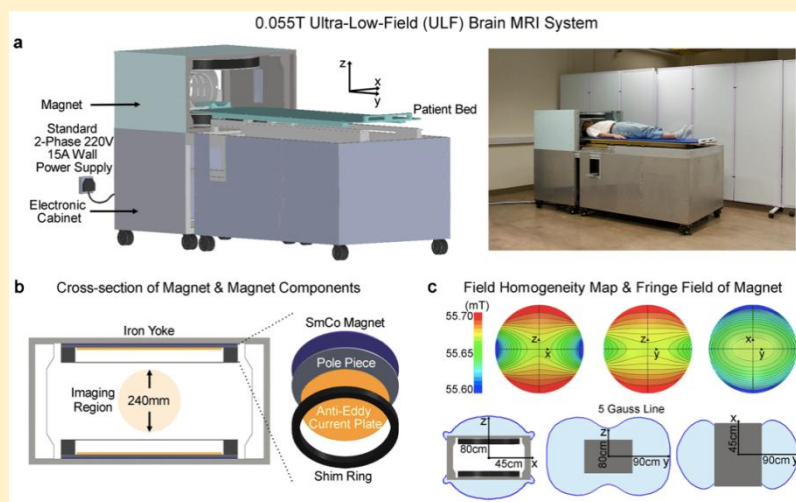 0.055T Ultra-Low-Field (ULF) Brain MRI System
a
z
x
y
Magnet
Patient Bed
Standard
2-Phase 220V
15A Wall
Power Supply
Electronic
Cabinet
b
Cross-section of Magnet & Magnet Components
Iron Yoke
Imaging
Region
240mm
SmCo Magnet
Pole Piece
Anti-Eddy
Current Plate
Shim Ring
c
Field Homogeneity Map & Fringe Field of Magnet
(mT)
55.70
55.65
55.60
z
x
z
y
x
y
5 Gauss Line
z
80cm
45cm
x
z
80cm
90cm y
x
45cm
90cm y